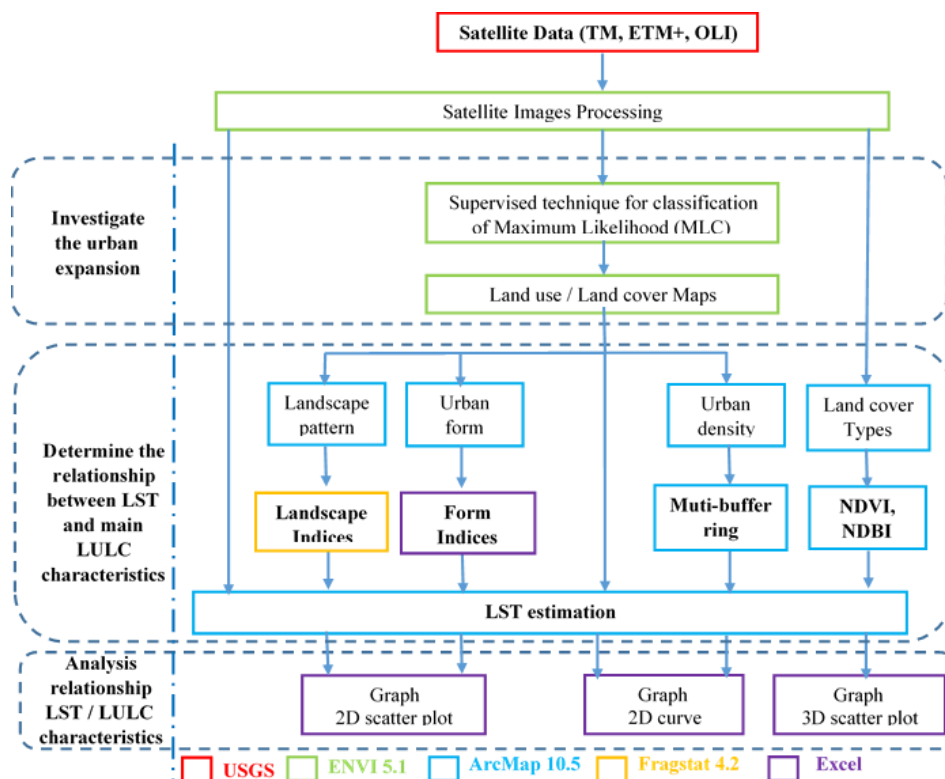 Satellite Data (TM, ETM+, OLI)
Satellite Images Processing
Investigate
the urban
expansion
Supervised technique for classification
of Maximum Likelihood (MLC)
Land use / Land cover Maps
Determine the
relationship
between LST
and main
LULC
characteristics
Landscape
pattern
Urban
form
Urban
density
Land cover
Types
Landscape
Indices
Form
Indices
Muti-buffer
ring
NDVI,
NDBI
LST estimation
Analysis
relationship
LST / LULC
characteristics
Graph
2D scatter plot
Graph
2D curve
Graph
3D scatter plot
USGS
ENVI 5.1
ArcMap 10.5
Fragstat 4.2
Excel